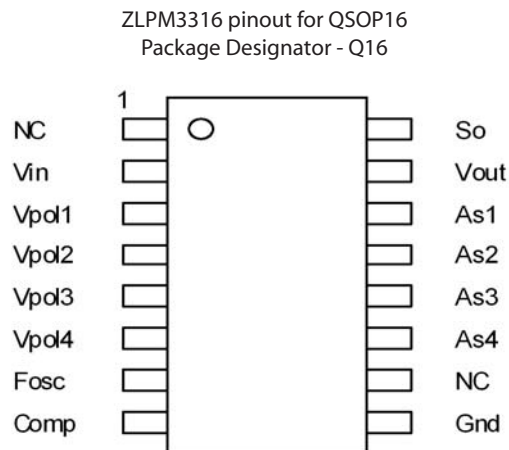 ZLPM3316 pinout for QSOP16
Package Designator - Q16
1
NC So
Vin Vout
Vpol1 As1
Vpol2 As2
Vpol3 As3
Vpol4 As4
Fosc NC
Comp Gnd